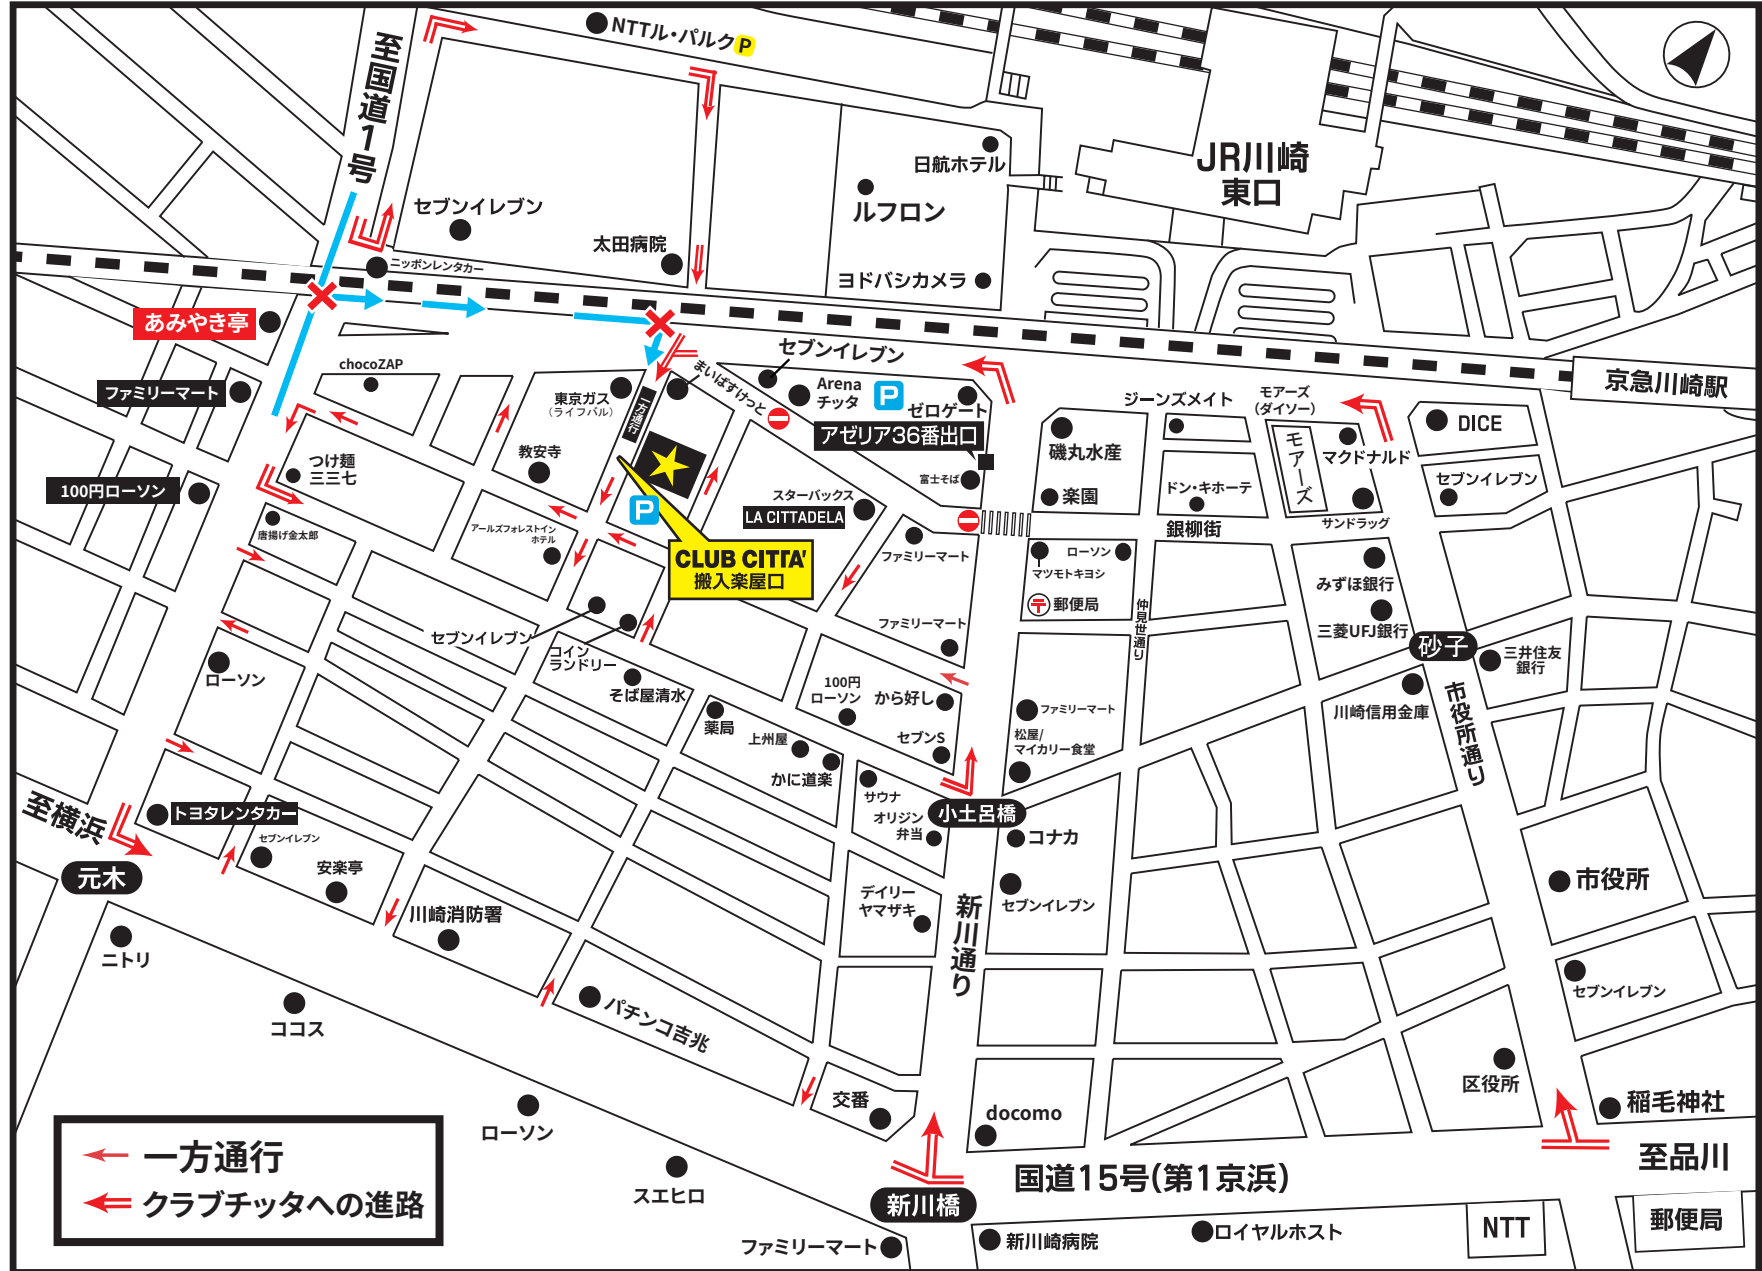 NTTル・パルクP
至国道1号
日航ホテル
JR川崎
東口
ルフロン
セブンイレブン
太田病院
ニッポンレンタカー
ヨドバシカメラ
あみやき亭
chocoZAP
ファミリーマート
セブンイレブン
まいばすけっと
Arena
チッタ
P
ゼロゲート
アゼリア36番出口
東京ガス
(ライフバル)
一方通行
京急川崎駅
モアーズ
(ダイソー)
ジーンズメイト
DICE
モアーズ
マクドナルド
磯丸水産
楽園
ドン・キホーテ
セブンイレブン
サンドラッグ
銀柳街
教安寺
つけ麺
三三七
100円ローソン
唐揚げ金太郎
アールズフォレストイン
ホテル
P
富士そば
スターバックス
LA CITTADELA
CLUB CITTA'
搬入楽屋口
ファミリーマート
マツモトキヨシ
ローソン
郵便局
仲見世通り
みずほ銀行
三菱UFJ銀行
砂子
三井住友
銀行
ファミリーマート
セブンイレブン
コイン
ランドリー
そば屋清水
ローソン
100円
ローソン
から好し
セブンS
薬局
上州屋
かに道楽
ファミリーマート
松屋/
マイカリー食堂
川崎信用金庫
市役所通り
サウナ
オリジン
弁当
小土呂橋
コナカ
至横浜
トヨタレンタカー
セブンイレブン
元木
安楽亭
川崎消防署
デイリー
ヤマザキ
セブンイレブン
新川通り
市役所
セブンイレブン
ニトリ
ココス
パチンコ吉兆
交番
docomo
区役所
稲毛神社
ローソン
スエヒロ
新川橋
国道15号(第1京浜)
至品川
ファミリーマート
新川崎病院
ロイヤルホスト
NTT
郵便局
一方通行
クラブチッタへの進路